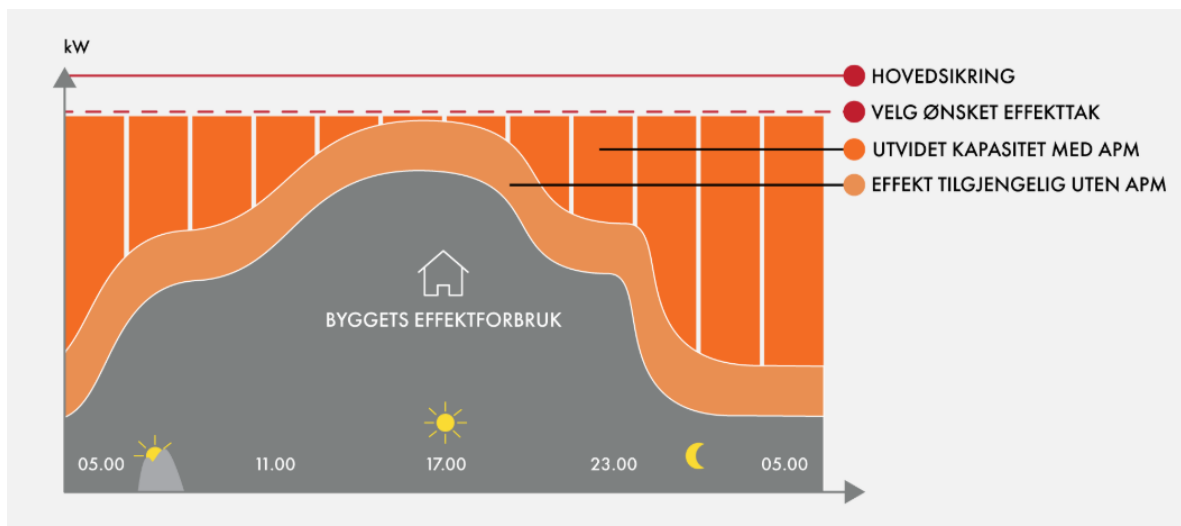 kW
HOVEDSIKRING
VELG ØNSKET EFFEKTTAK
UTVIDET KAPASITET MED APM
EFFEKT TILGJENGELIG UTEN APM
BYGGETS EFFEKTFORBRUK
05.00 11.00 17.00 23.00 05.00